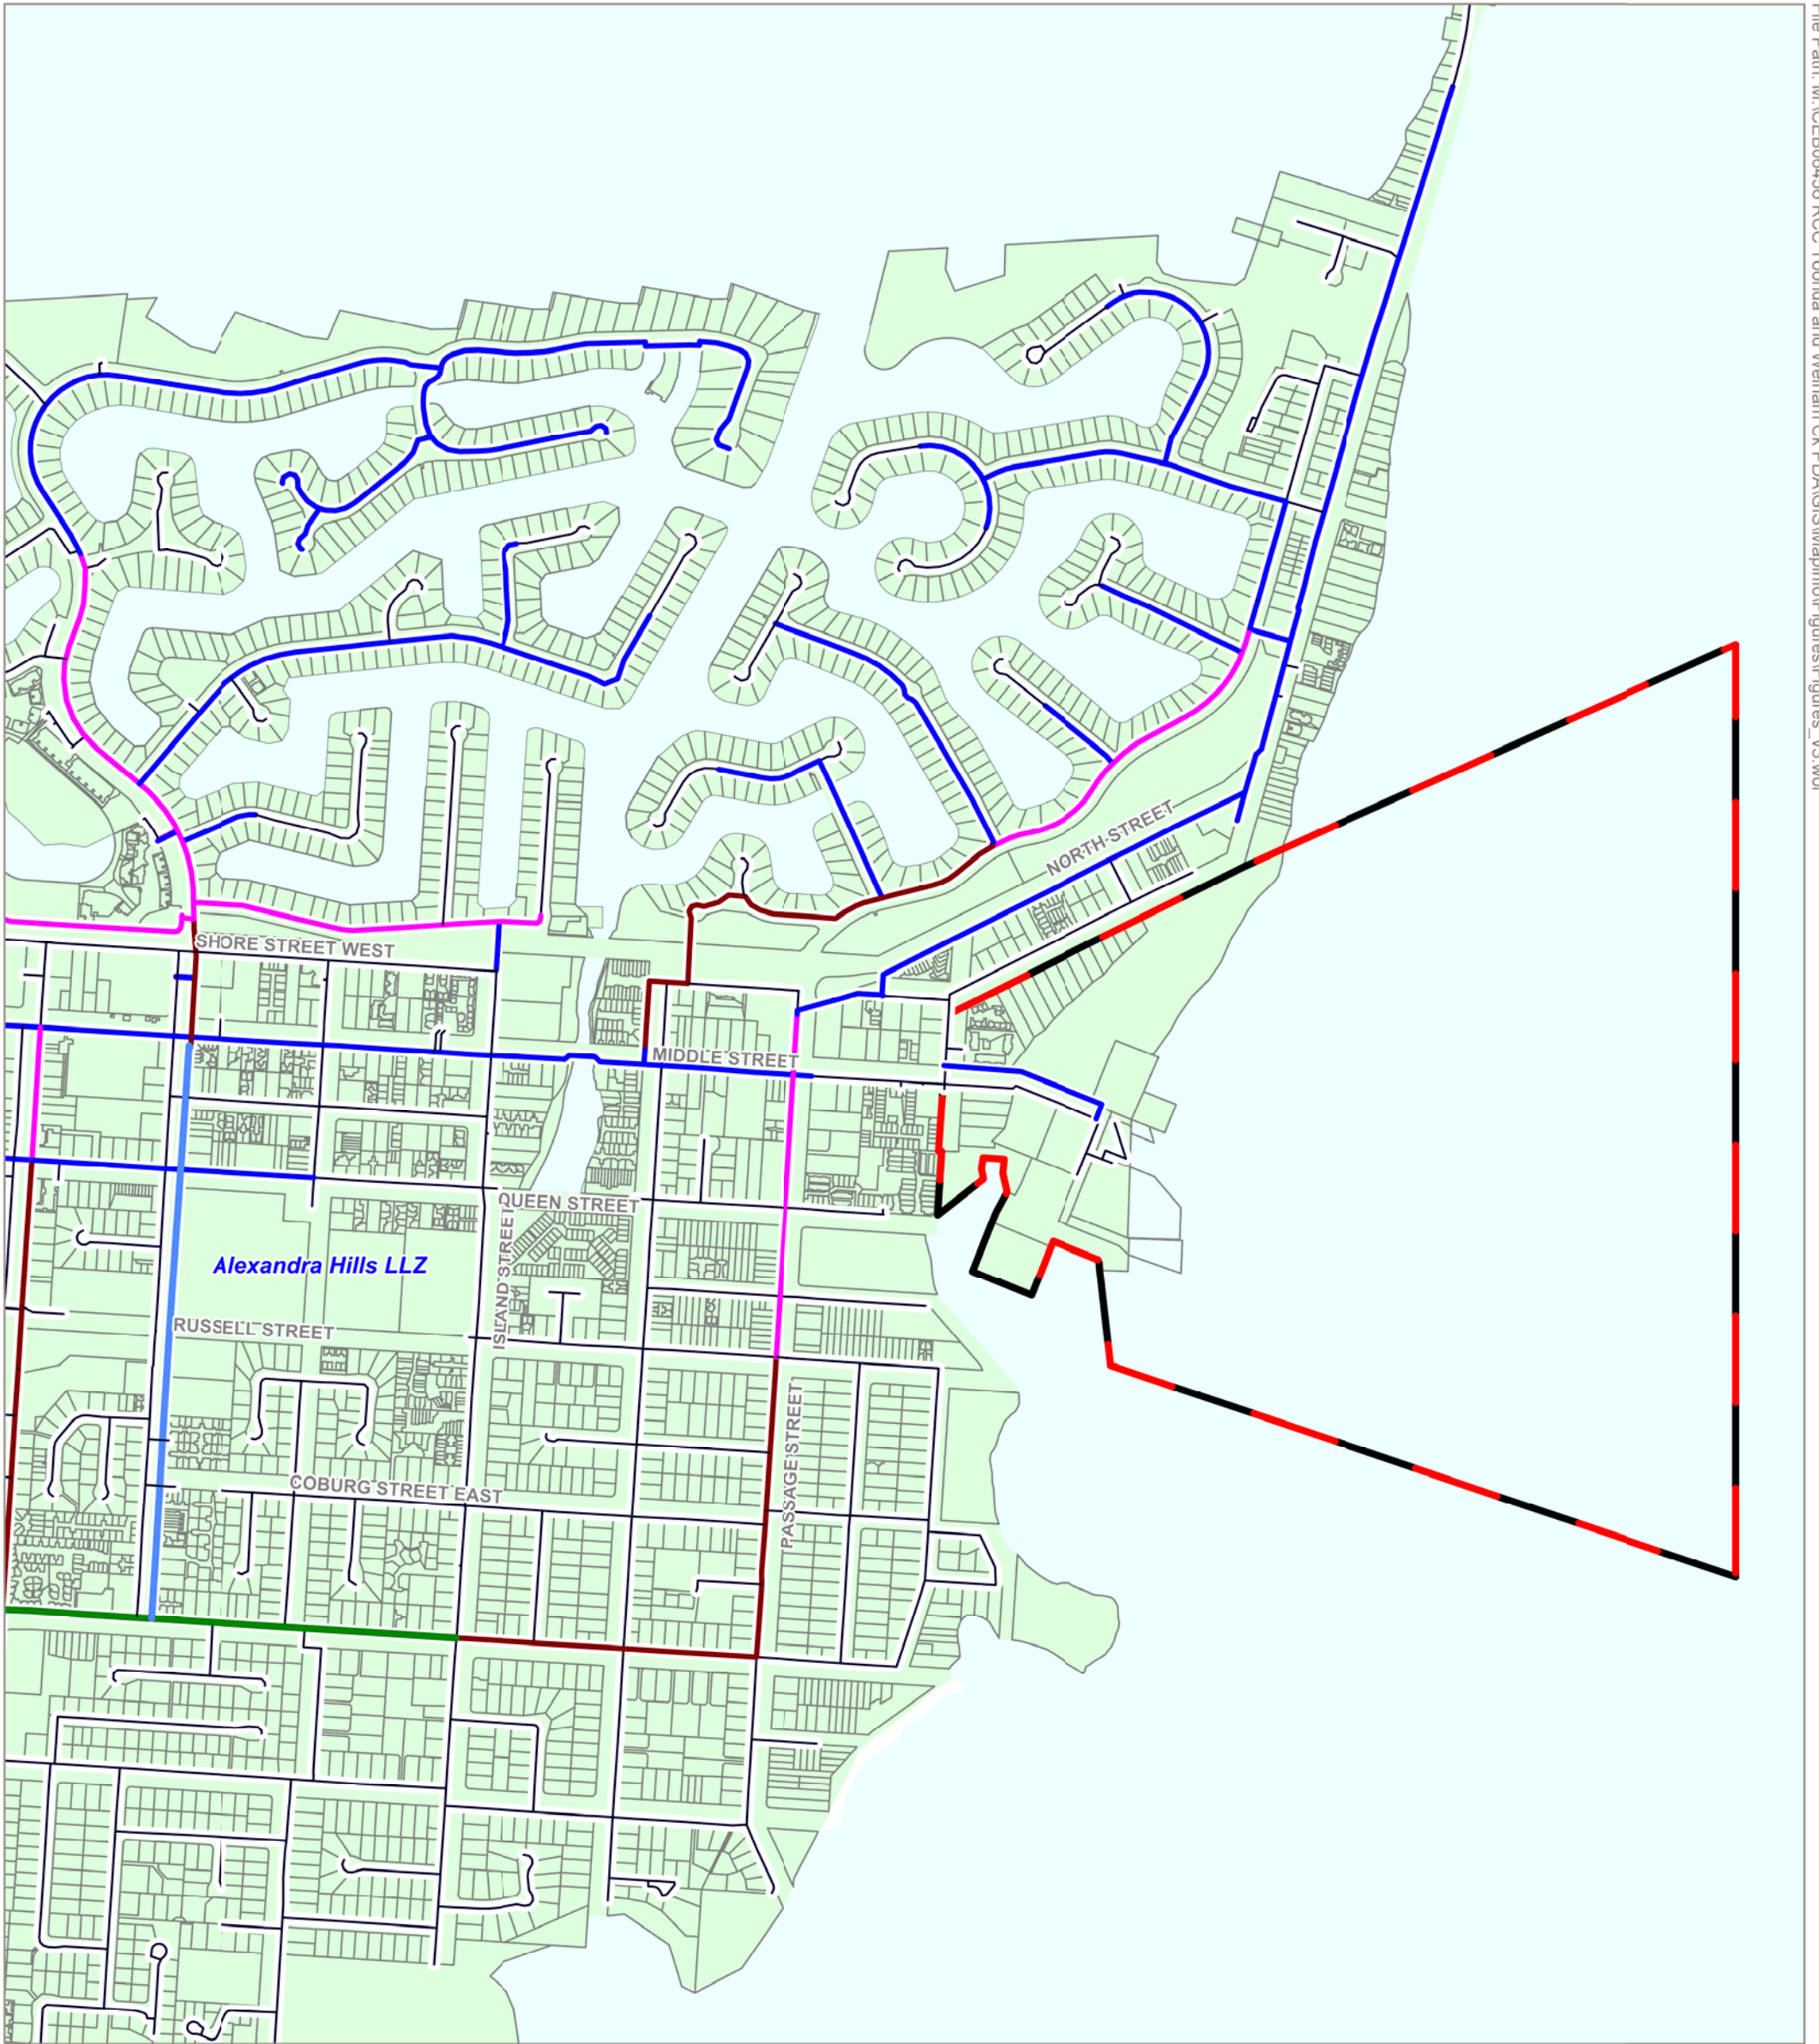 NORTH STREET
SHORE STREET WEST
MIDDLE STREET
QUEEN STREET
ISLAND STREET
Alexandra Hills LLZ
RUSSELL STREET
PASSAGE STREET
COBURG STREET EAST